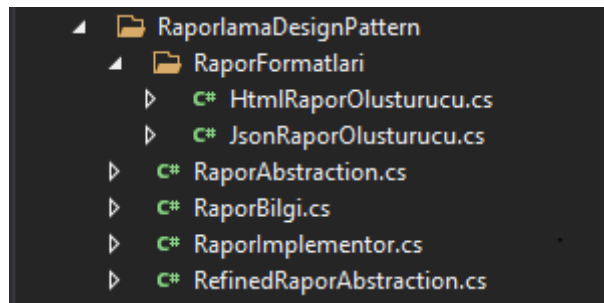 RaporlamaDesignPattern
RaporFormatlari
C# HtmlRaporOlusturucu.cs
C# JsonRaporOlusturucu.cs
C# RaporAbstraction.cs
C# RaporBilgi.cs
C# RaporImplementor.cs
C# RefinedRaporAbstraction.cs